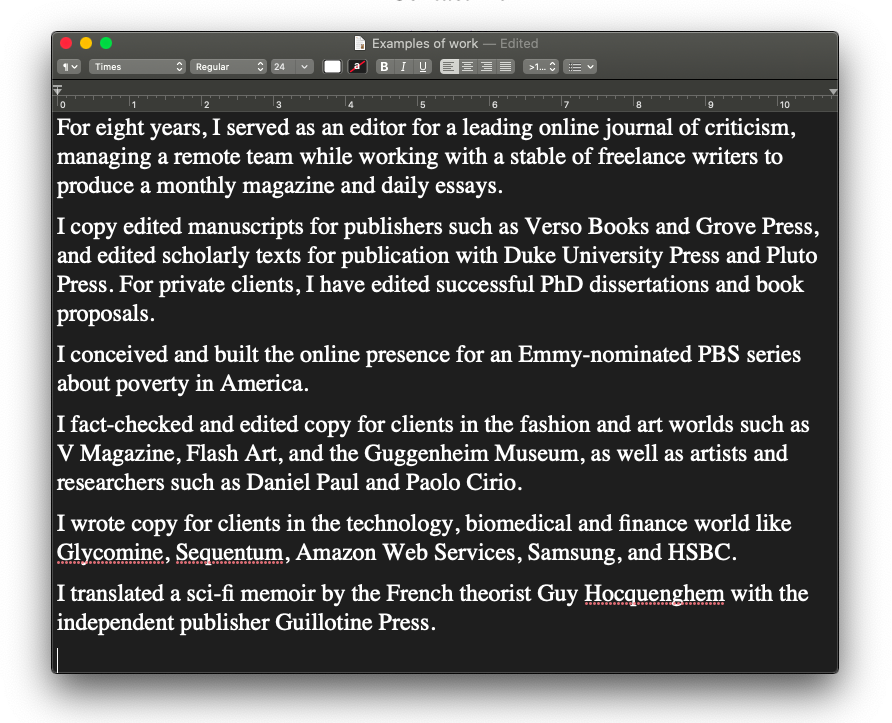 Examples of work — Edited
¶ Times Regular 24 a B I U >1...
0 1 2 3 4 5 6 7 8 9 10
For eight years, I served as an editor for a leading online journal of criticism,
managing a remote team while working with a stable of freelance writers to
produce a monthly magazine and daily essays.
I copy edited manuscripts for publishers such as Verso Books and Grove Press,
and edited scholarly texts for publication with Duke University Press and Pluto
Press. For private clients, I have edited successful PhD dissertations and book
proposals.
I conceived and built the online presence for an Emmy-nominated PBS series
about poverty in America.
I fact-checked and edited copy for clients in the fashion and art worlds such as
V Magazine, Flash Art, and the Guggenheim Museum, as well as artists and
researchers such as Daniel Paul and Paolo Cirio.
I wrote copy for clients in the technology, biomedical and finance world like
Glycomine, Sequentum, Amazon Web Services, Samsung, and HSBC.
I translated a sci-fi memoir by the French theorist Guy Hocquenghem with the
independent publisher Guillotine Press.